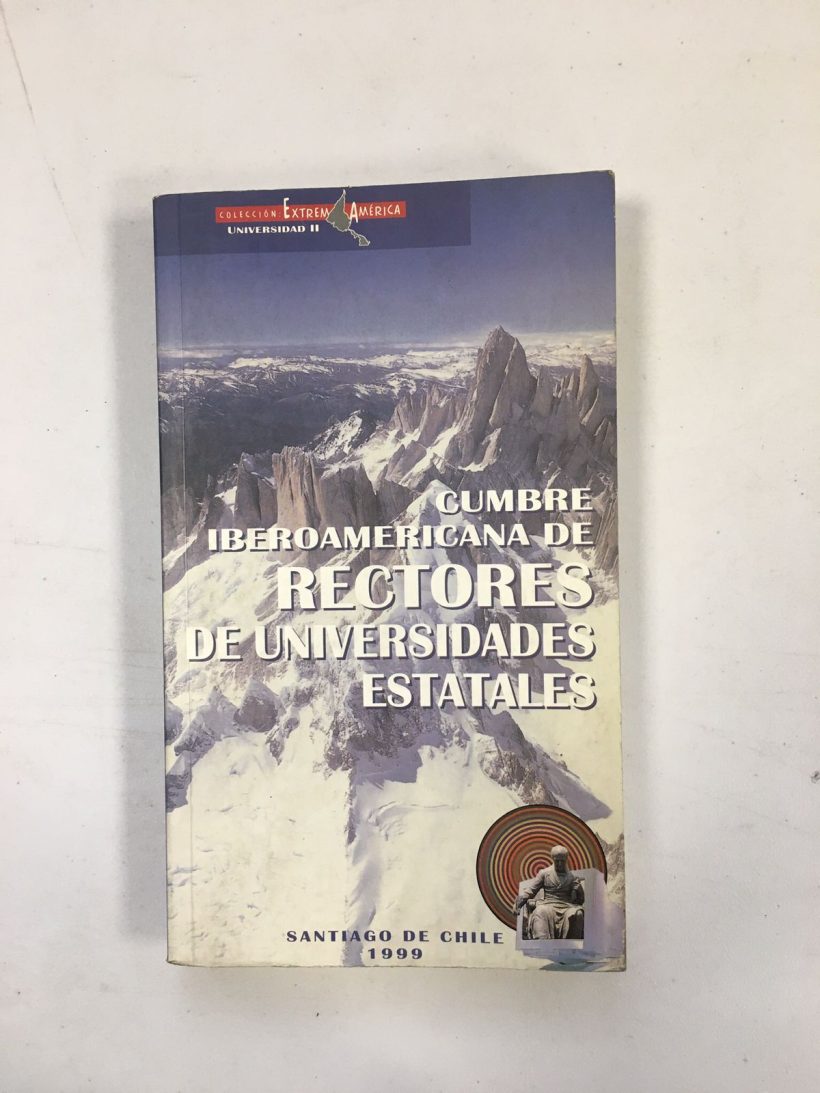 COLECCIÓN: EXTREM AMÉRICA
UNIVERSIDAD II
CUMBRE
IBEROAMERICANA DE
RECTORES
DE UNIVERSIDADES
ESTATALES
SANTIAGO DE CHILE
1999